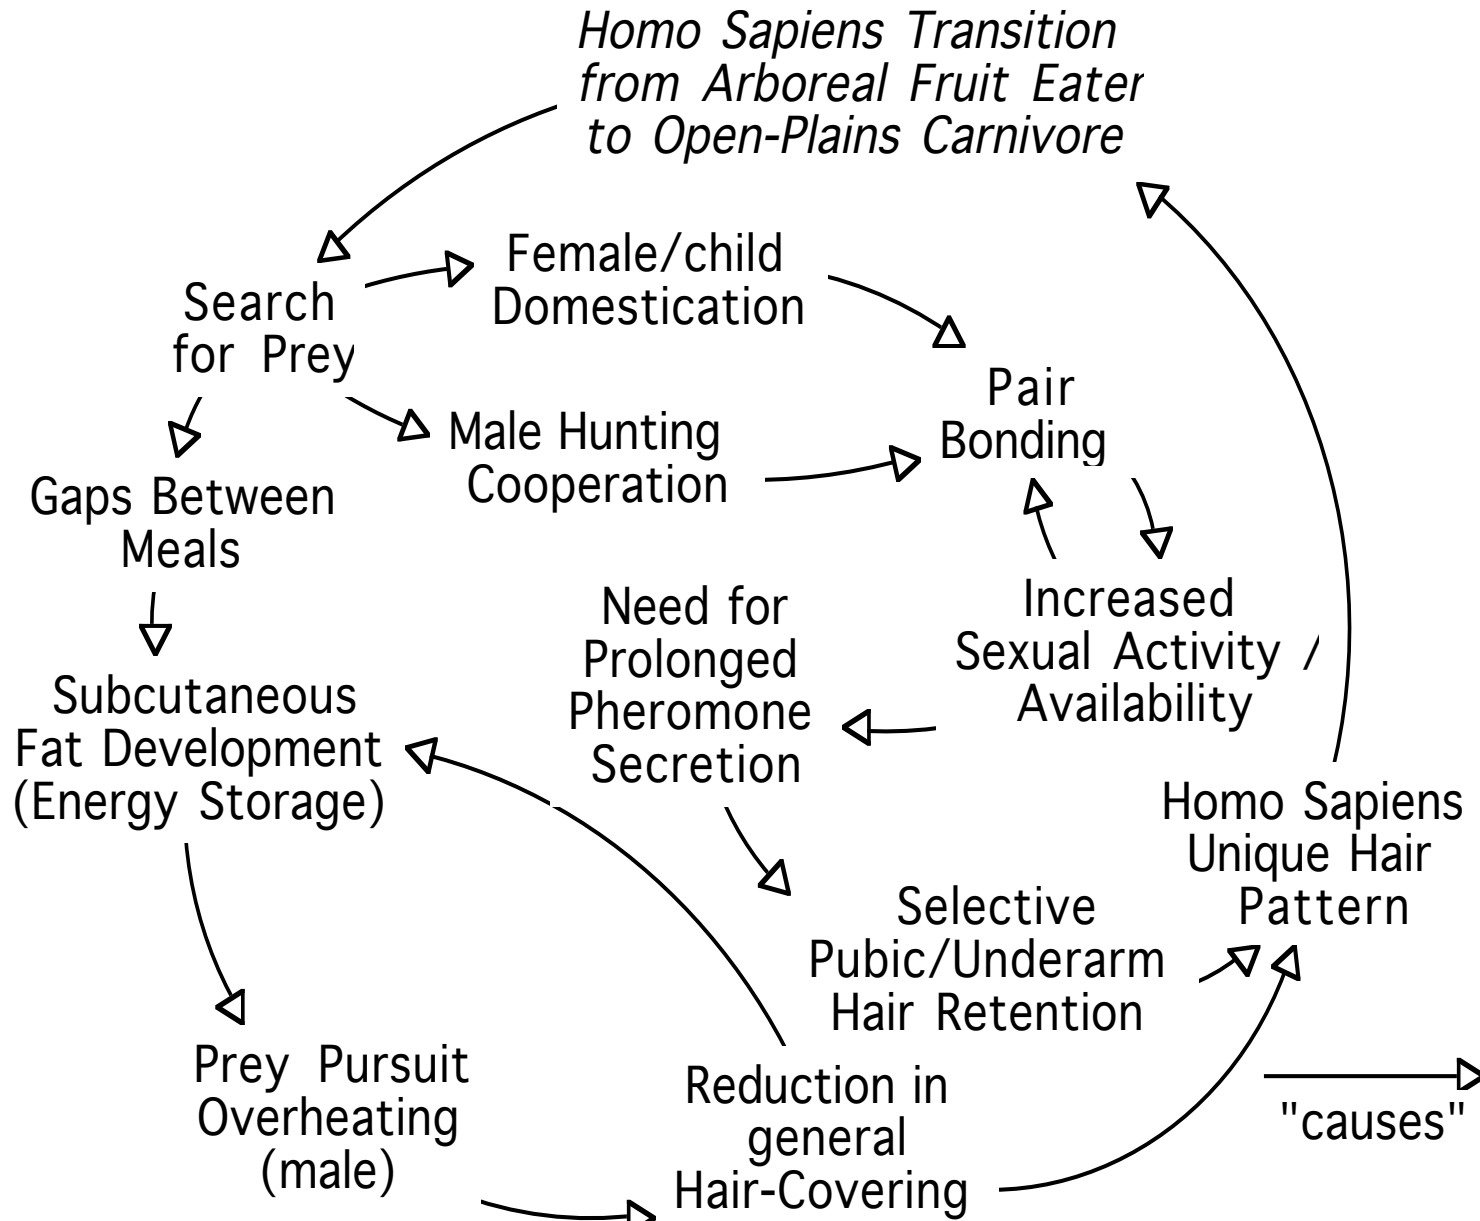 Homo Sapiens Transition
from Arboreal Fruit Eater
to Open-Plains Carnivore
Female/child
Domestication
Search
for Prey
Pair
Bonding
Male Hunting
Cooperation
Gaps Between
Meals
Need for
Prolonged
Pheromone
Secretion
Increased
Sexual Activity /
Availability
Subcutaneous
Fat Development
(Energy Storage)
Homo Sapiens
Unique Hair
Pattern
Selective
Pubic/Underarm
Hair Retention
Prey Pursuit
Overheating
(male)
Reduction in
general
Hair-Covering
"causes"